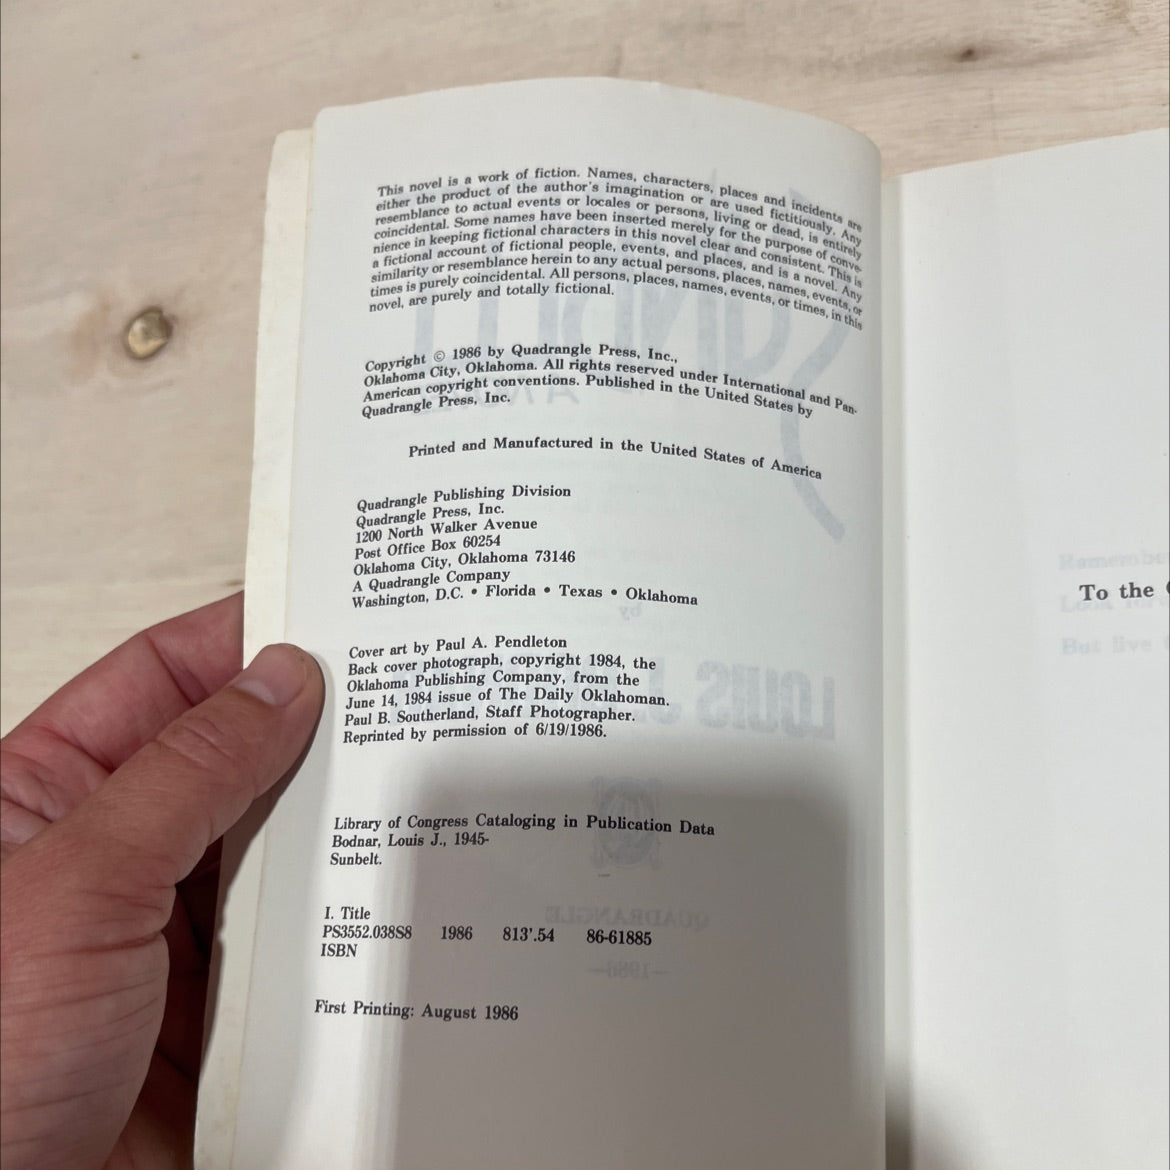 This novel is a work of fiction. Names, characters, places and incidents are
either the product of the author's imagination or are used fictitiously. Any
resemblance to actual events or locales or persons, living or dead, is entirely
coincidental. Some names have been inserted merely for the purpose of conve-
nience in keeping fictional characters in this novel clear and consistent. This is
a fictional account of fictional people, events, and places, and is a novel. Any
similarity or resemblance herein to any actual persons, places, names, events, or
times is purely coincidental. All persons, places, names, events, or times, in this
novel, are purely and totally fictional.
Copyright © 1986 by Quadrangle Press, Inc.,
Oklahoma City, Oklahoma. All rights reserved under International and Pan-
American copyright conventions. Published in the United States by
Quadrangle Press, Inc.
Printed and Manufactured in the United States of America
Quadrangle Publishing Division
Quadrangle Press, Inc.
1200 North Walker Avenue
Post Office Box 60254
Oklahoma City, Oklahoma 73146
A Quadrangle Company
Washington, D.C. • Florida • Texas • Oklahoma
Cover art by Paul A. Pendleton
Back cover photograph, copyright 1984, the
Oklahoma Publishing Company, from the
June 14, 1984 issue of The Daily Oklahoman.
Paul B. Southerland, Staff Photographer.
Reprinted by permission of 6/19/1986.
Library of Congress Cataloging in Publication Data
Bodnar, Louis J., 1945-
Sunbelt.
I. Title
PS3552.038S8 1986 813'.54 86-61885
ISBN
First Printing: August 1986
To the
But live